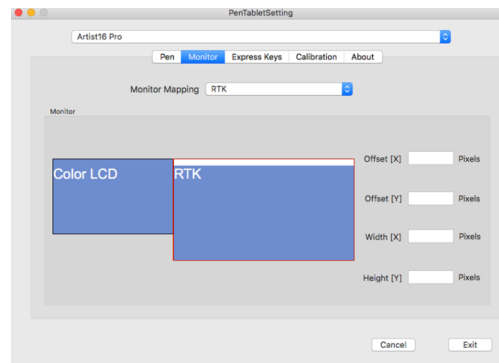 PenTabletSetting
Artist16 Pro
Pen Monitor Express Keys Calibration About
Monitor Mapping RTK
Monitor
Color LCD RTK
Offset [X] Pixels
Offset [Y] Pixels
Width [X] Pixels
Height [Y] Pixels
Cancel Exit